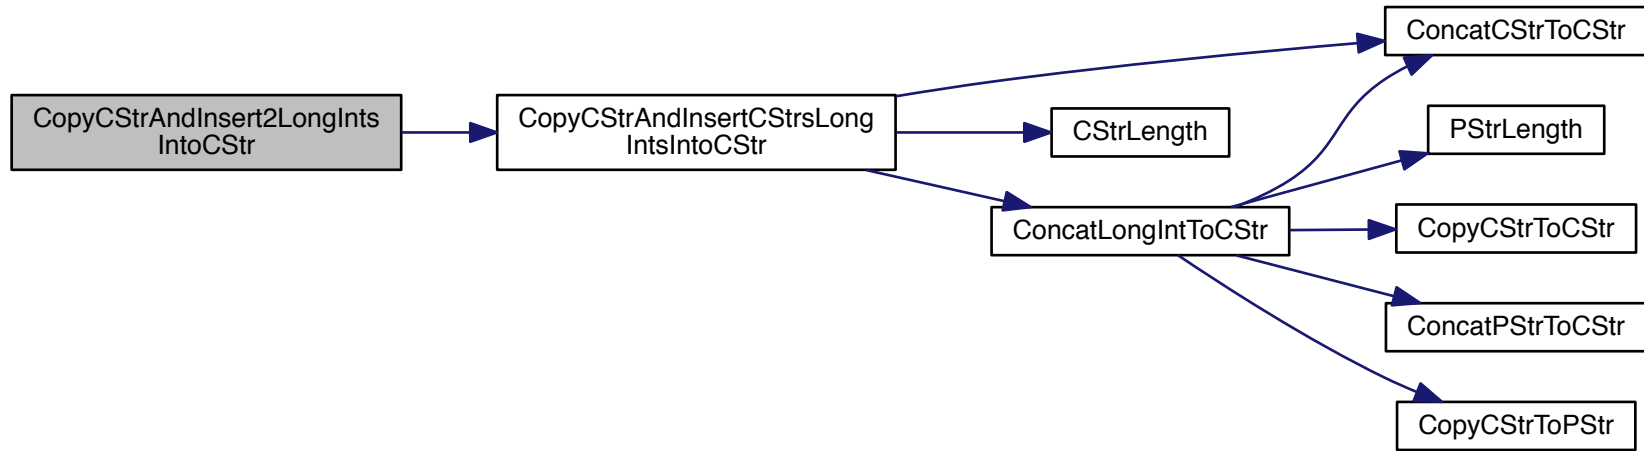 CopyCStrAndInsert2LongInts
IntoCStr
CopyCStrAndInsertCStrsLong
IntsIntoCStr
ConcatCStrToCStr
CStrLength
ConcatLongIntToCStr
PStrLength
CopyCStrToCStr
ConcatPStrToCStr
CopyCStrToPStr